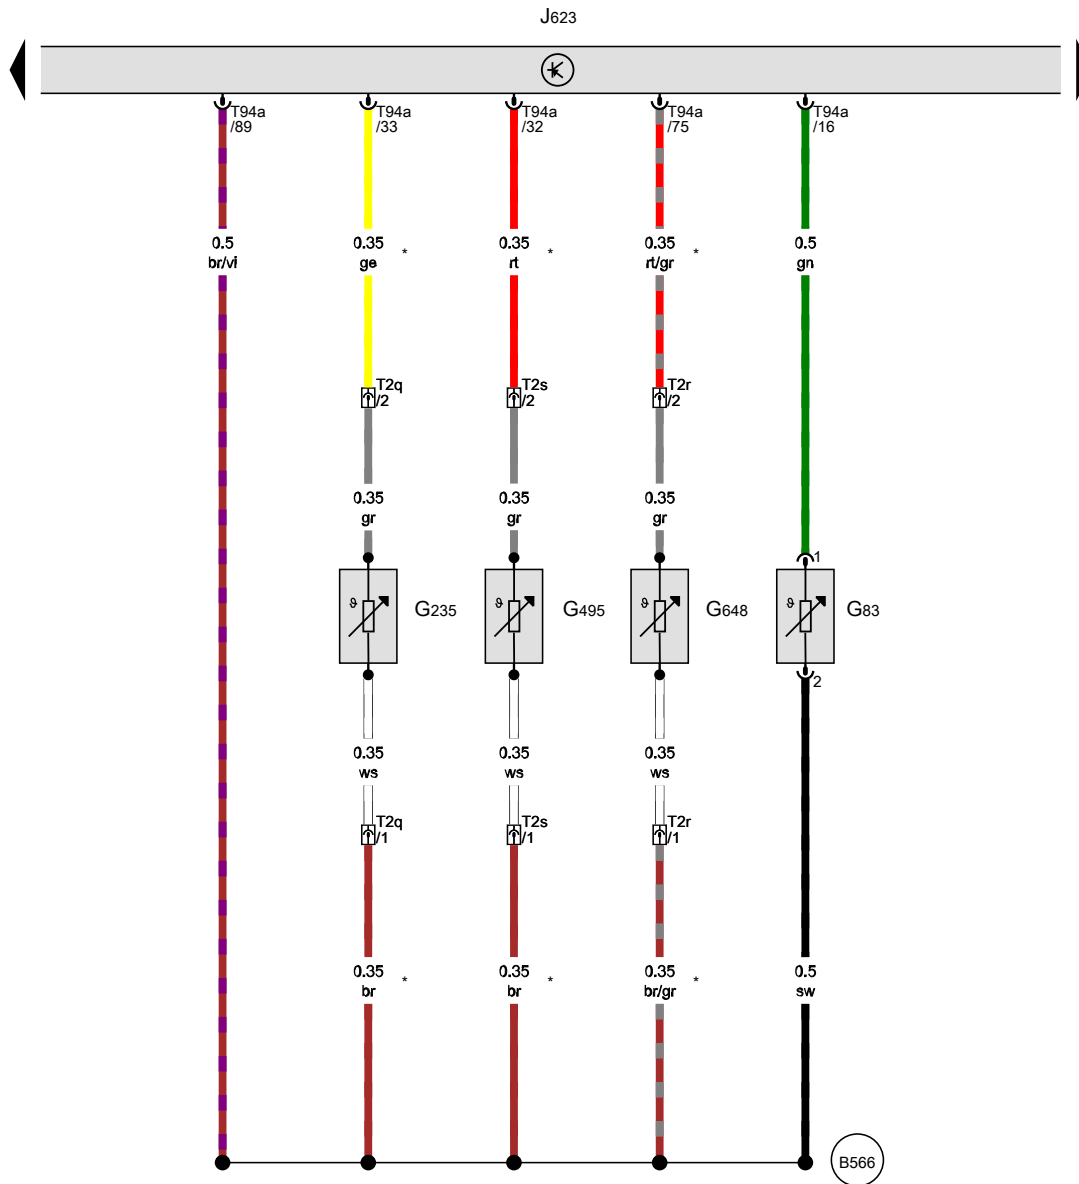 J623
T94a
/89
T94a
/33
T94a
/32
T94a
/75
T94a
/16
0.5
br/vi
0.35
ge
*
0.35
rt
*
0.35
rt/gr
*
0.5
gn
T2q
/2
T2s
/2
T2r
/2
0.35
gr
0.35
gr
0.35
gr
1
ϑ
G235
ϑ
G495
ϑ
G648
ϑ
G83
2
0.35
ws
0.35
ws
0.35
ws
T2q
/1
T2s
/1
T2r
/1
0.35
br
*
0.35
br
*
0.35
br/gr
*
0.5
sw
B566